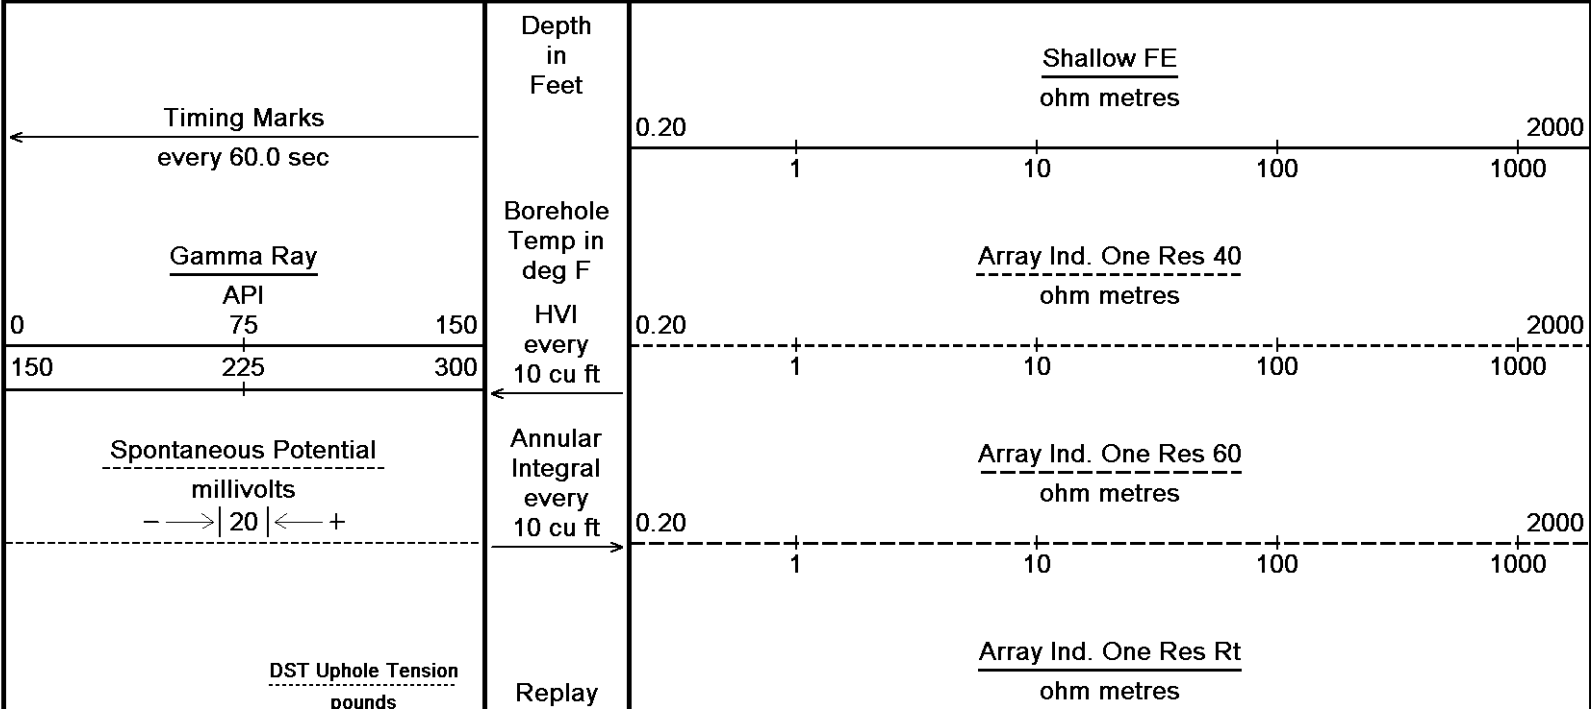 Timing Marks
every 60.0 sec
Gamma Ray
API
0 75 150
150 225 300
Spontaneous Potential
millivolts
− 20 +
DST Uphole Tension
pounds
Depth
in
Feet
Borehole
Temp in
deg F
HVI
every
10 cu ft
Annular
Integral
every
10 cu ft
Replay
Shallow FE
ohm metres
0.20 2000
1 10 100 1000
Array Ind. One Res 40
ohm metres
0.20 2000
1 10 100 1000
Array Ind. One Res 60
ohm metres
0.20 2000
1 10 100 1000
Array Ind. One Res Rt
ohm metres